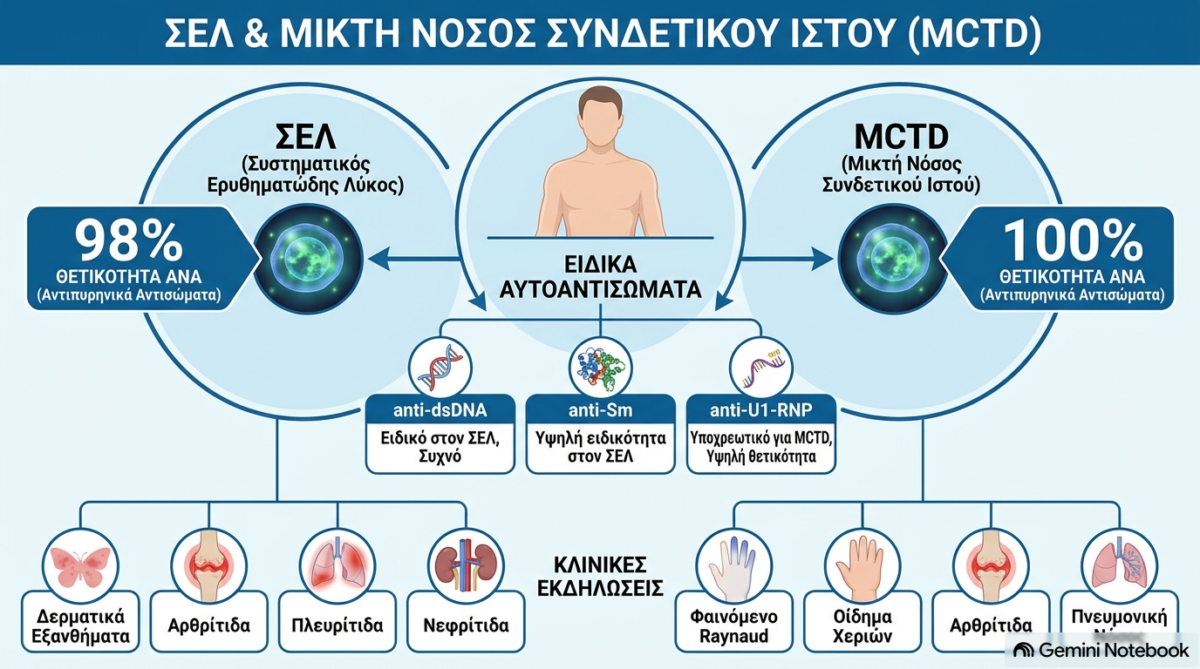 ΣΕΛ & ΜΙΚΤΗ ΝΟΣΟΣ ΣΥΝΔΕΤΙΚΟΥ ΙΣΤΟΥ (MCTD)
ΣΕΛ
(Συστηματικός
Ερυθηματώδης Λύκος)
98%
ΘΕΤΙΚΟΤΗΤΑ ΑΝΑ
(Αντιπυρηνικά Αντισώματα)
ΕΙΔΙΚΑ
ΑΥΤΟΑΝΤΙΣΩΜΑΤΑ
MCTD
(Μικτή Νόσος
Συνδετικού Ιστού)
100%
ΘΕΤΙΚΟΤΗΤΑ ΑΝΑ
(Αντιπυρηνικά Αντισώματα)
anti-dsDNA
Ειδικό στον ΣΕΛ,
Συχνό
anti-Sm
Υψηλή ειδικότητα
στον ΣΕΛ
anti-U1-RNP
Υποχρεωτικό για MCTD,
Υψηλή θετικότητα
ΚΛΙΝΙΚΕΣ
ΕΚΔΗΛΩΣΕΙΣ
Δερματικά
Εξανθήματα
Αρθρίτιδα
Πλευρίτιδα
Νεφρίτιδα
Φαινόμενο
Raynaud
Οίδημα
Χεριών
Αρθρίτιδα
Πνευμονική
Gemini Notebook